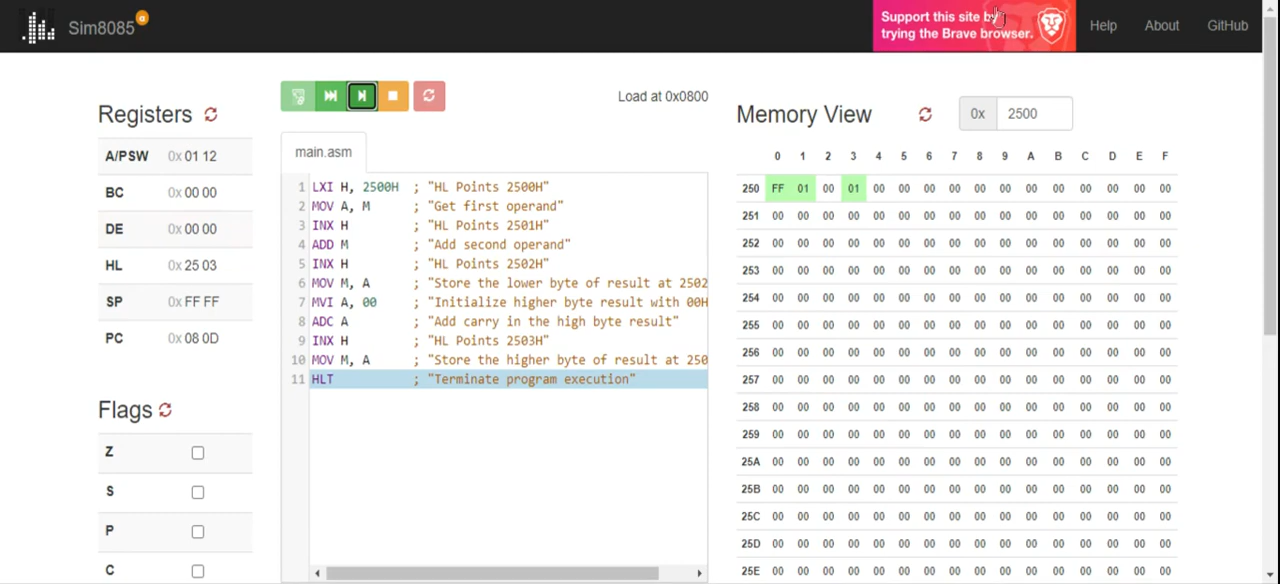 Sim8085 a
Support this site by
trying the Brave browser.
Help About GitHub
Registers
A/PSW 0x 01 12
BC 0x 00 00
DE 0x 00 00
HL 0x 25 03
SP 0x FF FF
PC 0x 08 0D
Flags
Z
S
P
C
Load at 0x0800
main.asm
1 LXI H, 2500H ; "HL Points 2500H"
2 MOV A, M ; "Get first operand"
3 INX H ; "HL Points 2501H"
4 ADD M ; "Add second operand"
5 INX H ; "HL Points 2502H"
6 MOV M, A ; "Store the lower byte of result at 2502
7 MVI A, 00 ; "Initialize higher byte result with 00H
8 ADC A ; "Add carry in the high byte result"
9 INX H ; "HL Points 2503H"
10 MOV M, A ; "Store the higher byte of result at 250
11 HLT ; "Terminate program execution"
Memory View 0x 2500
0 1 2 3 4 5 6 7 8 9 A B C D E F
250 FF 01 00 01 00 00 00 00 00 00 00 00 00 00 00 00
251 00 00 00 00 00 00 00 00 00 00 00 00 00 00 00 00
252 00 00 00 00 00 00 00 00 00 00 00 00 00 00 00 00
253 00 00 00 00 00 00 00 00 00 00 00 00 00 00 00 00
254 00 00 00 00 00 00 00 00 00 00 00 00 00 00 00 00
255 00 00 00 00 00 00 00 00 00 00 00 00 00 00 00 00
256 00 00 00 00 00 00 00 00 00 00 00 00 00 00 00 00
257 00 00 00 00 00 00 00 00 00 00 00 00 00 00 00 00
258 00 00 00 00 00 00 00 00 00 00 00 00 00 00 00 00
259 00 00 00 00 00 00 00 00 00 00 00 00 00 00 00 00
25A 00 00 00 00 00 00 00 00 00 00 00 00 00 00 00 00
25B 00 00 00 00 00 00 00 00 00 00 00 00 00 00 00 00
25C 00 00 00 00 00 00 00 00 00 00 00 00 00 00 00 00
25D 00 00 00 00 00 00 00 00 00 00 00 00 00 00 00 00
25E 00 00 00 00 00 00 00 00 00 00 00 00 00 00 00 00